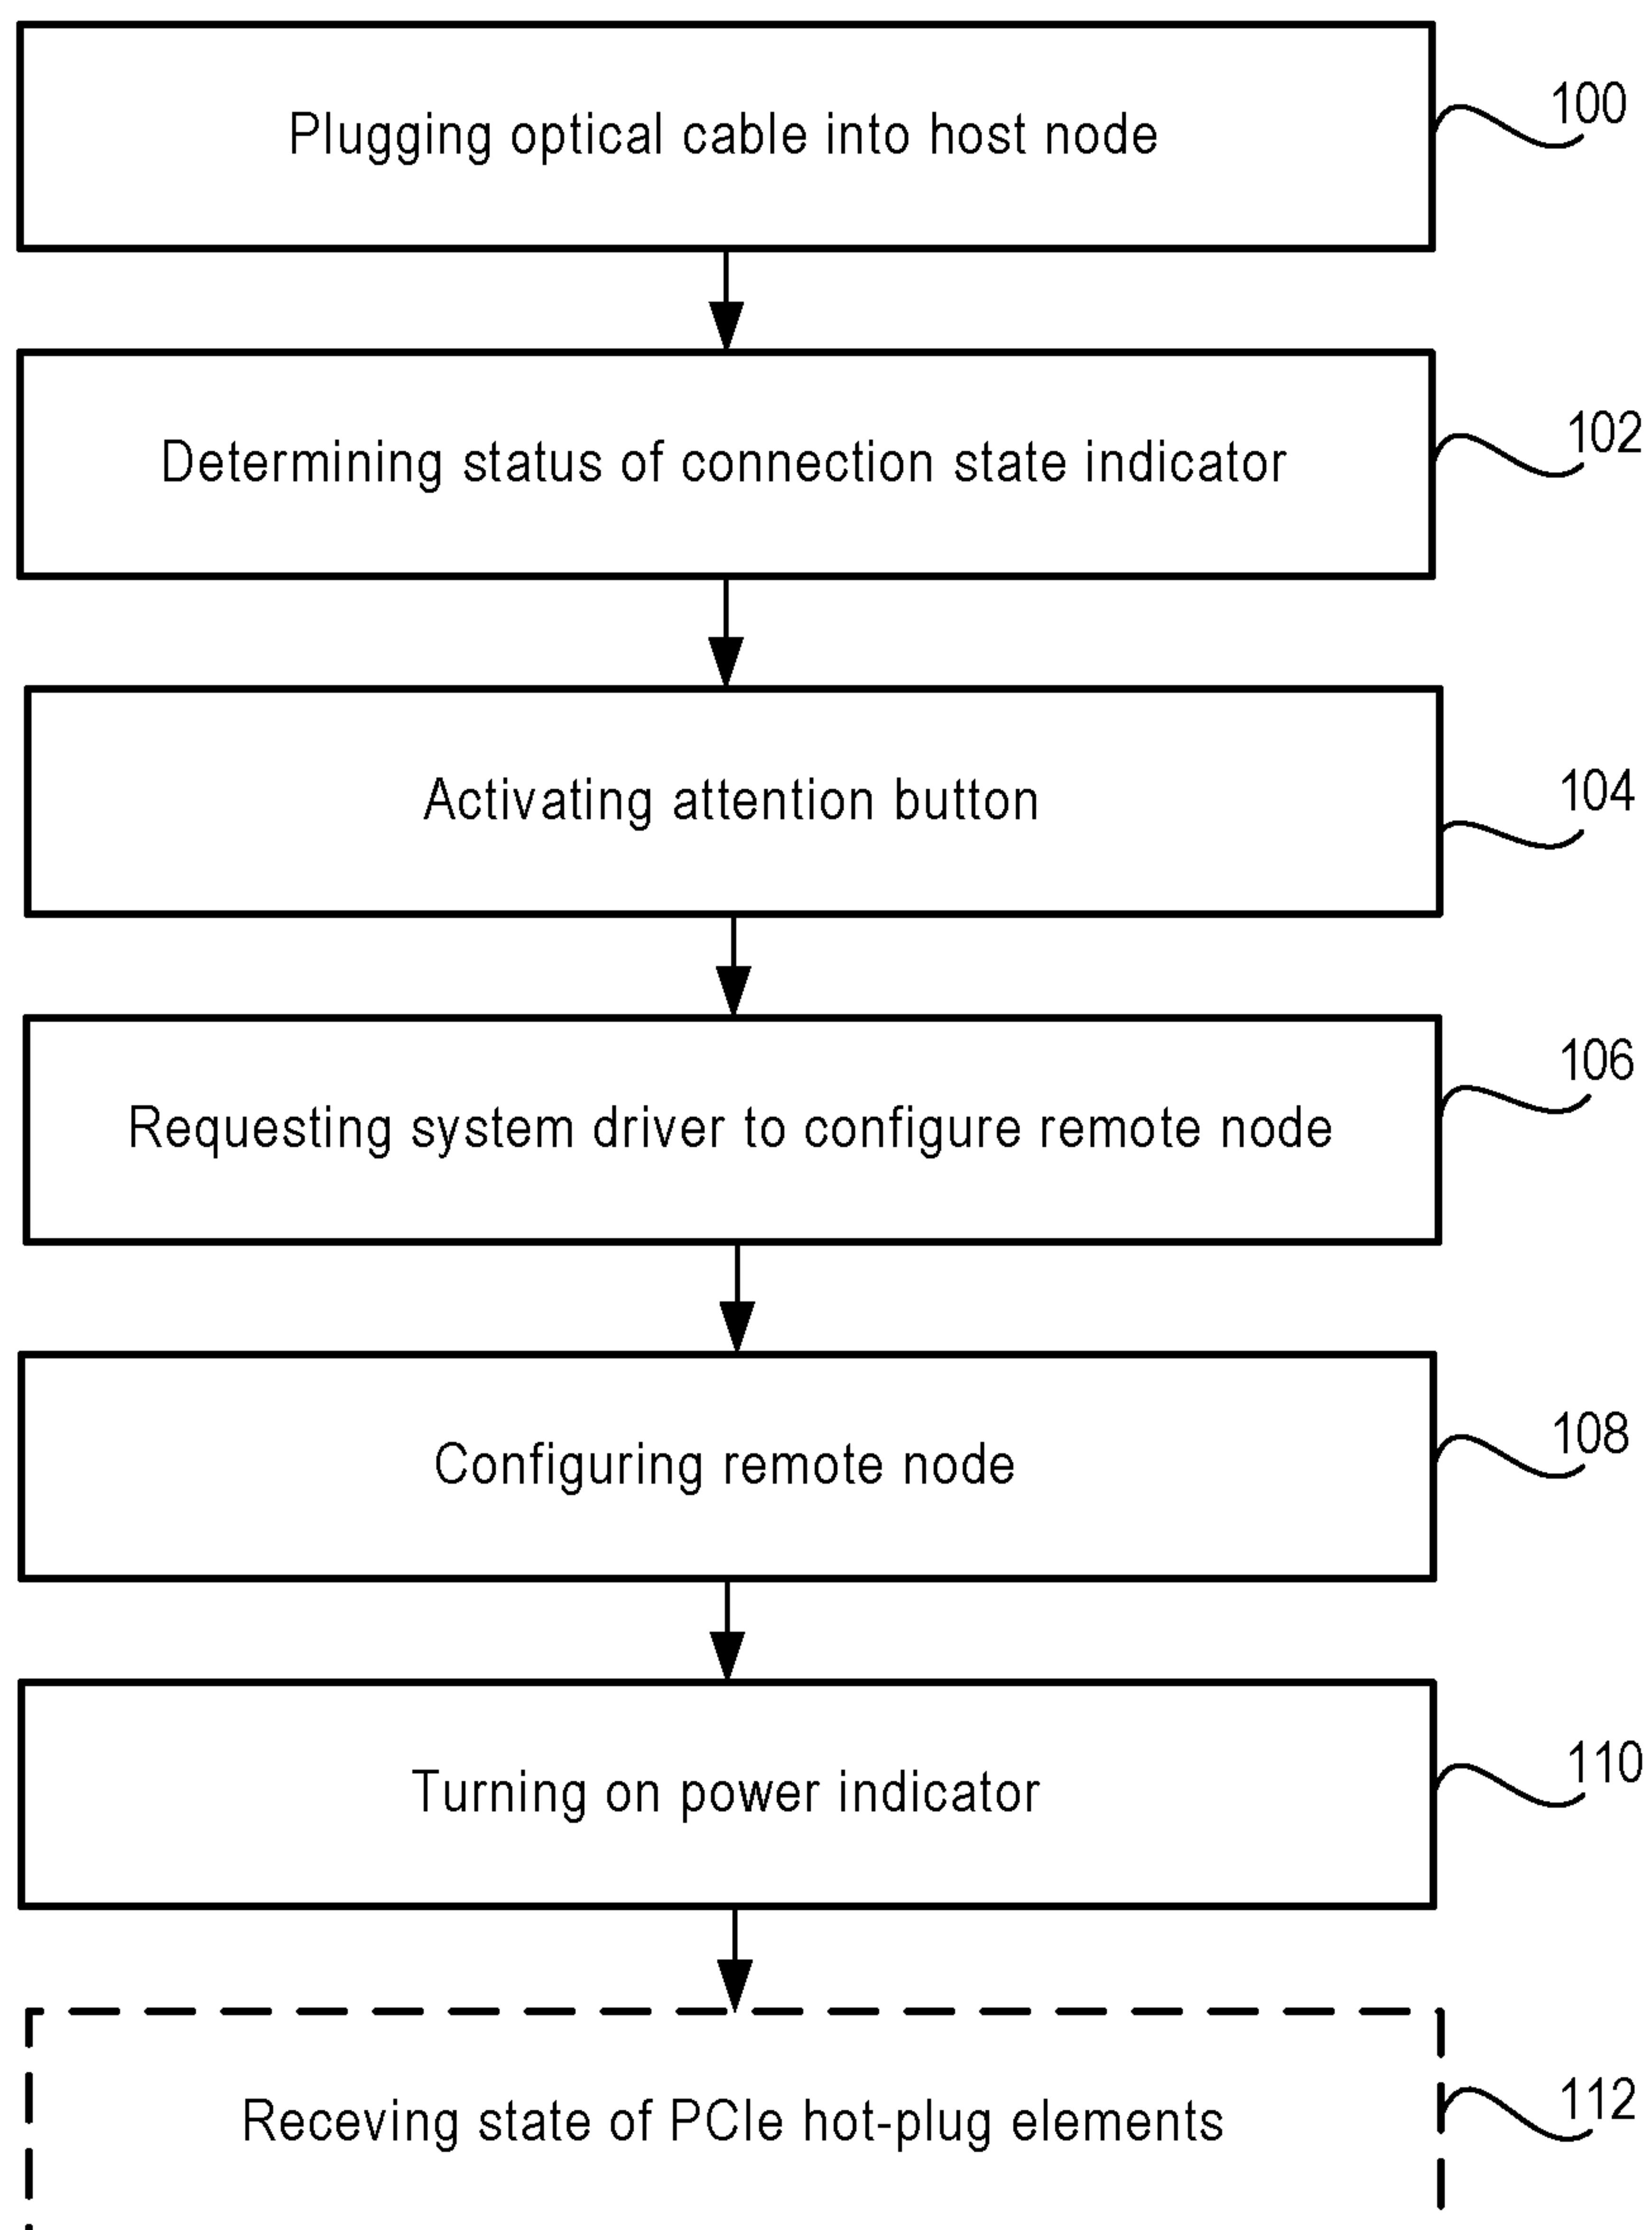 Plugging optical cable into host node
100
Determining status of connection state indicator
102
Activating attention button
104
Requesting system driver to configure remote node
106
Configuring remote node
108
Turning on power indicator
110
Receving state of PCIe hot-plug elements
112